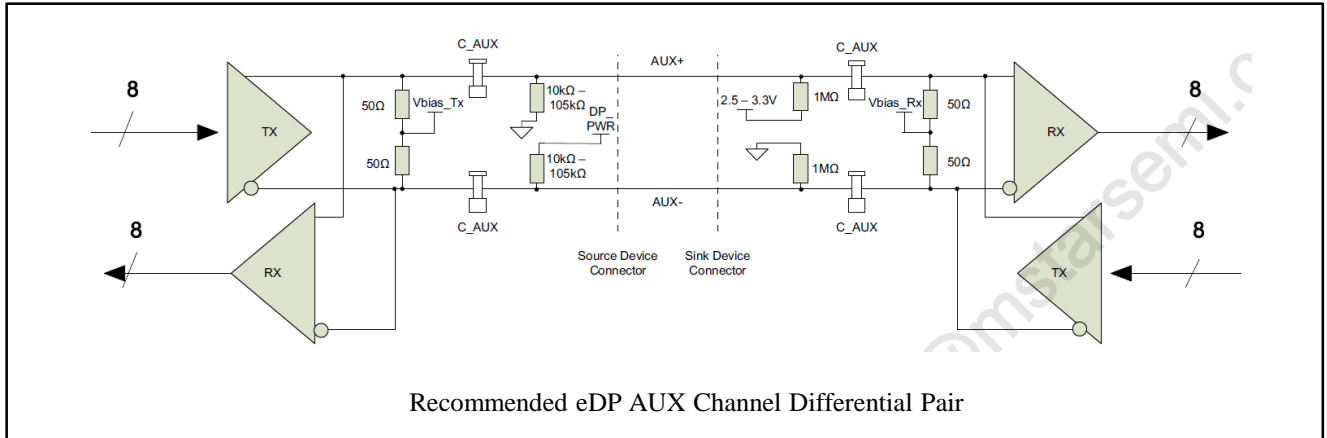 C_AUX
C_AUX
AUX+
8
8
50Ω
Vbias_Tx
10kΩ –
105kΩ
DP_
PWR
2.5 – 3.3V
1MΩ
Vbias_Rx
50Ω
TX
RX
50Ω
10kΩ –
105kΩ
1MΩ
50Ω
AUX-
C_AUX
C_AUX
8
8
Source Device
Connector
Sink Device
Connector
RX
TX
@mstarsemi.c
Recommended eDP AUX Channel Differential Pair